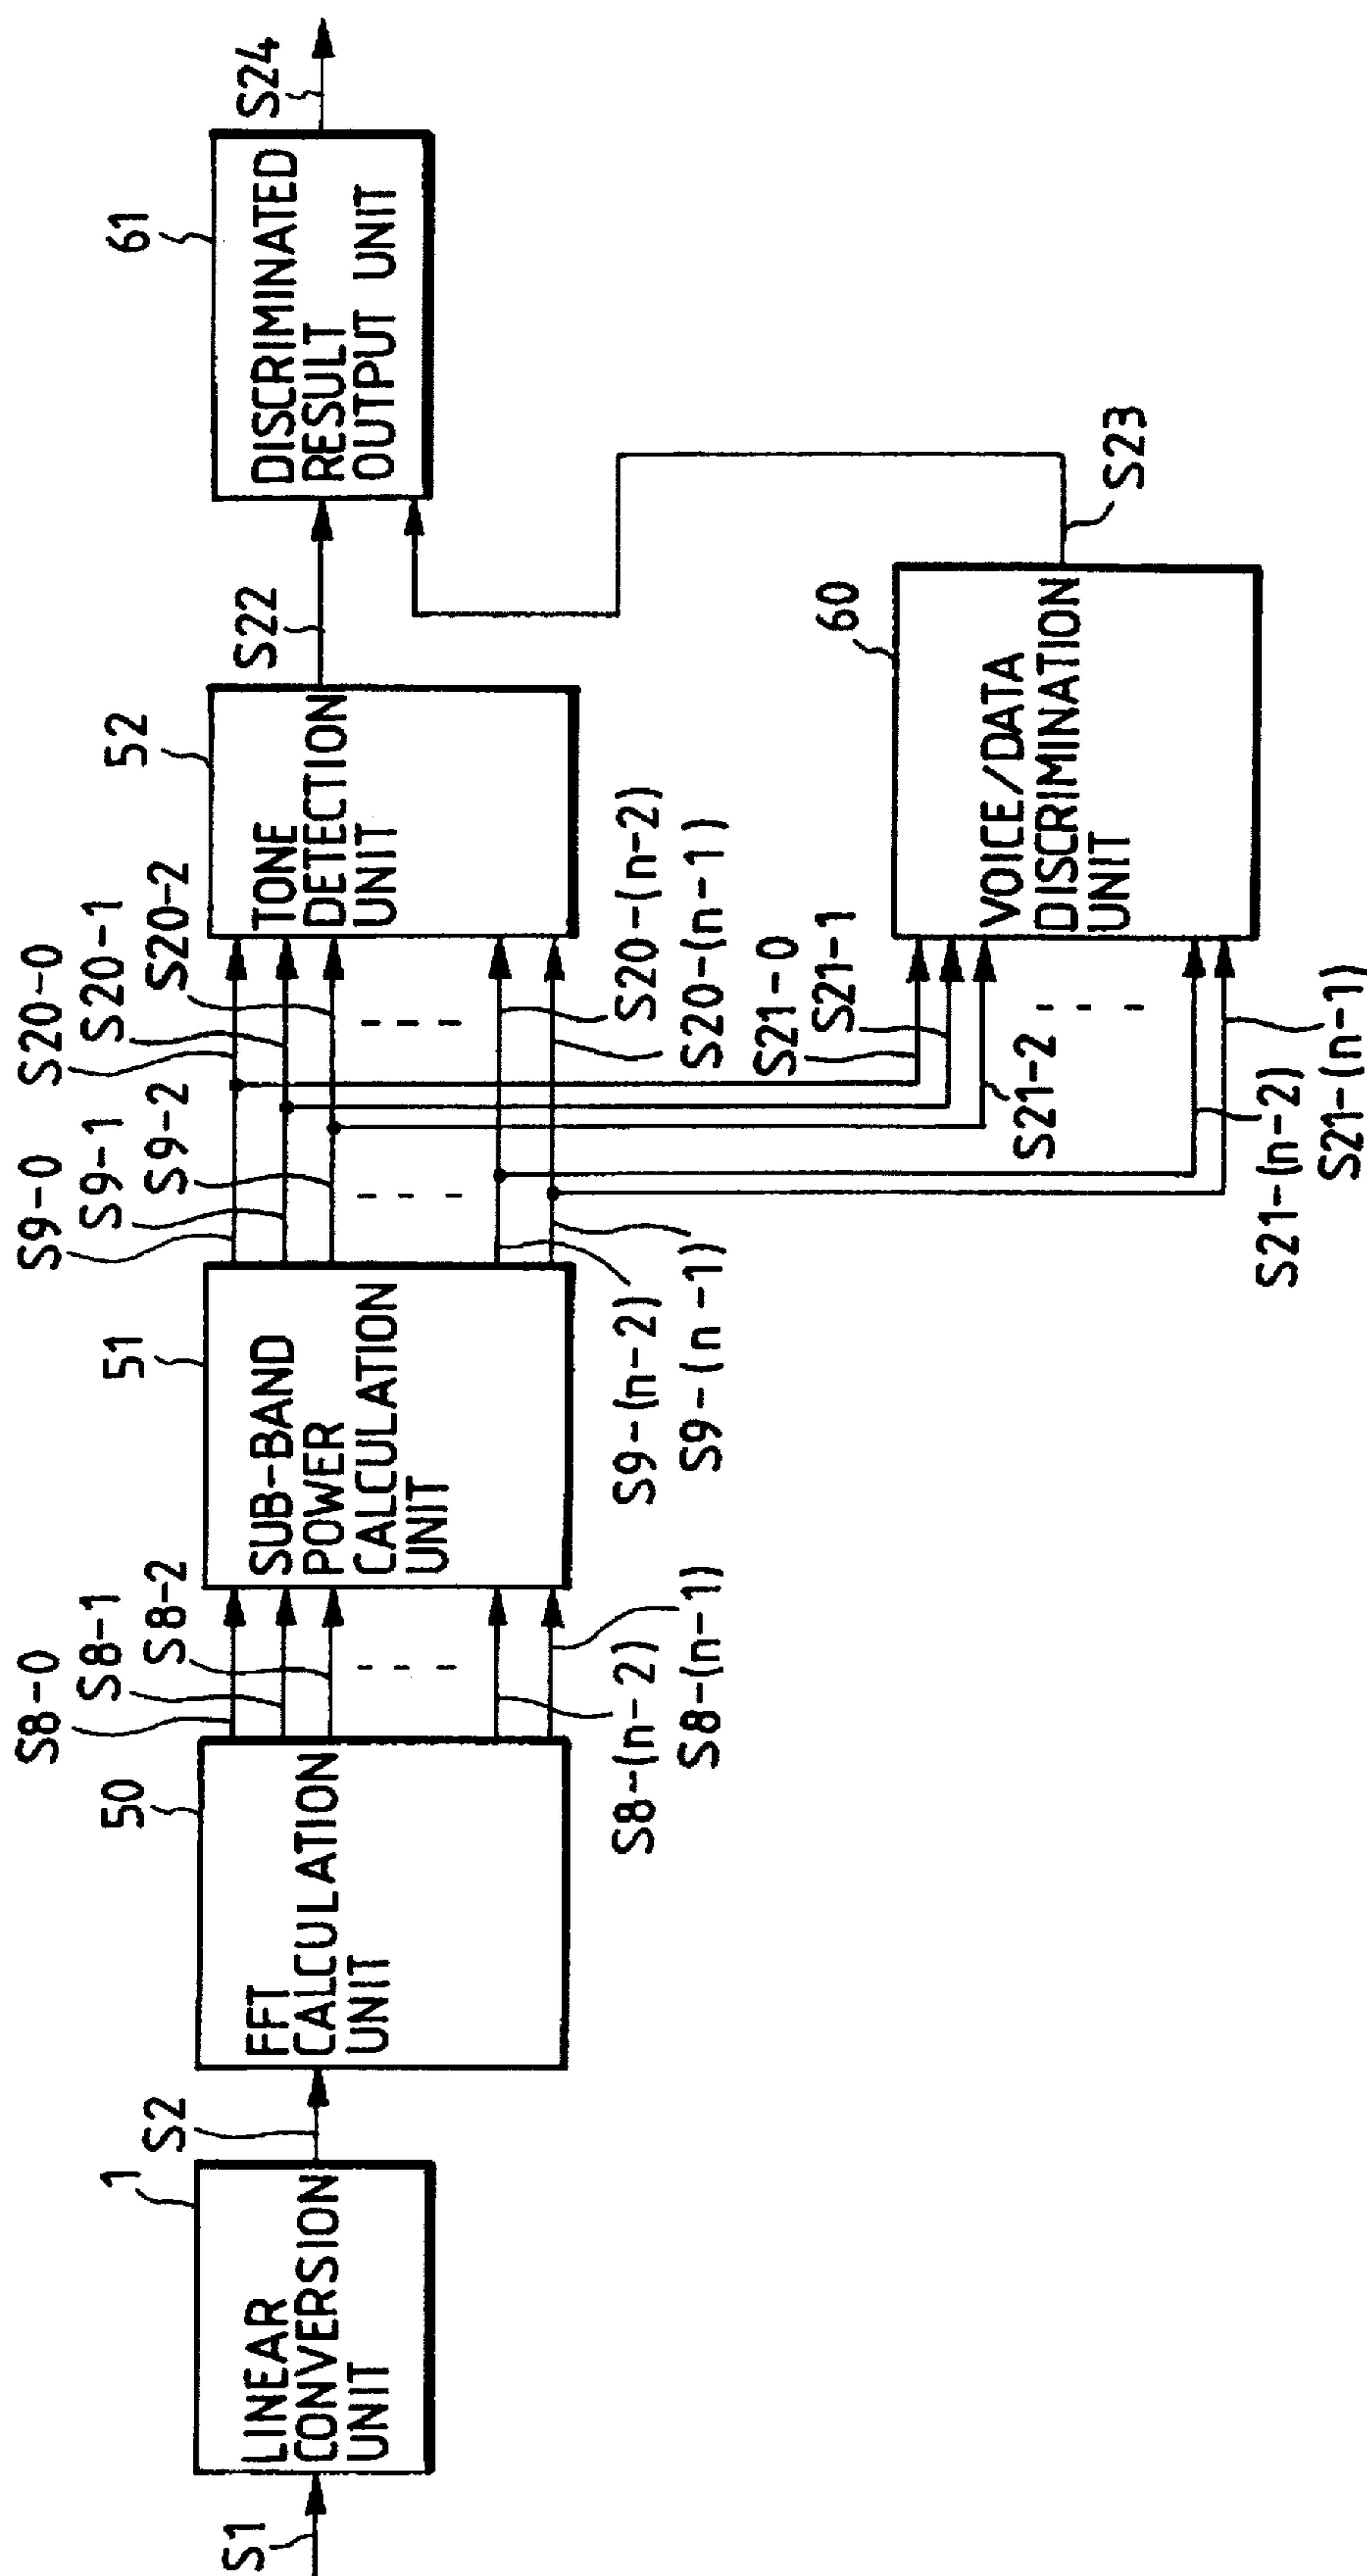 S1
1
LINEAR
CONVERSION
UNIT
S2
50
FFT
CALCULATION
UNIT
S8-0
S8-1
S8-2
S8-(n-2)
S8-(n-1)
51
SUB-BAND
POWER
CALCULATION
UNIT
S9-0
S9-1
S9-2
S9-(n-2)
S9-(n-1)
S20-0
S20-1
S20-2
S20-(n-2)
S20-(n-1)
52
TONE
DETECTION
UNIT
S22
61
DISCRIMINATED
RESULT
OUTPUT UNIT
S24
S21-0
S21-1
S21-2
S21-(n-2)
S21-(n-1)
60
VOICE/DATA
DISCRIMINATION
UNIT
S23